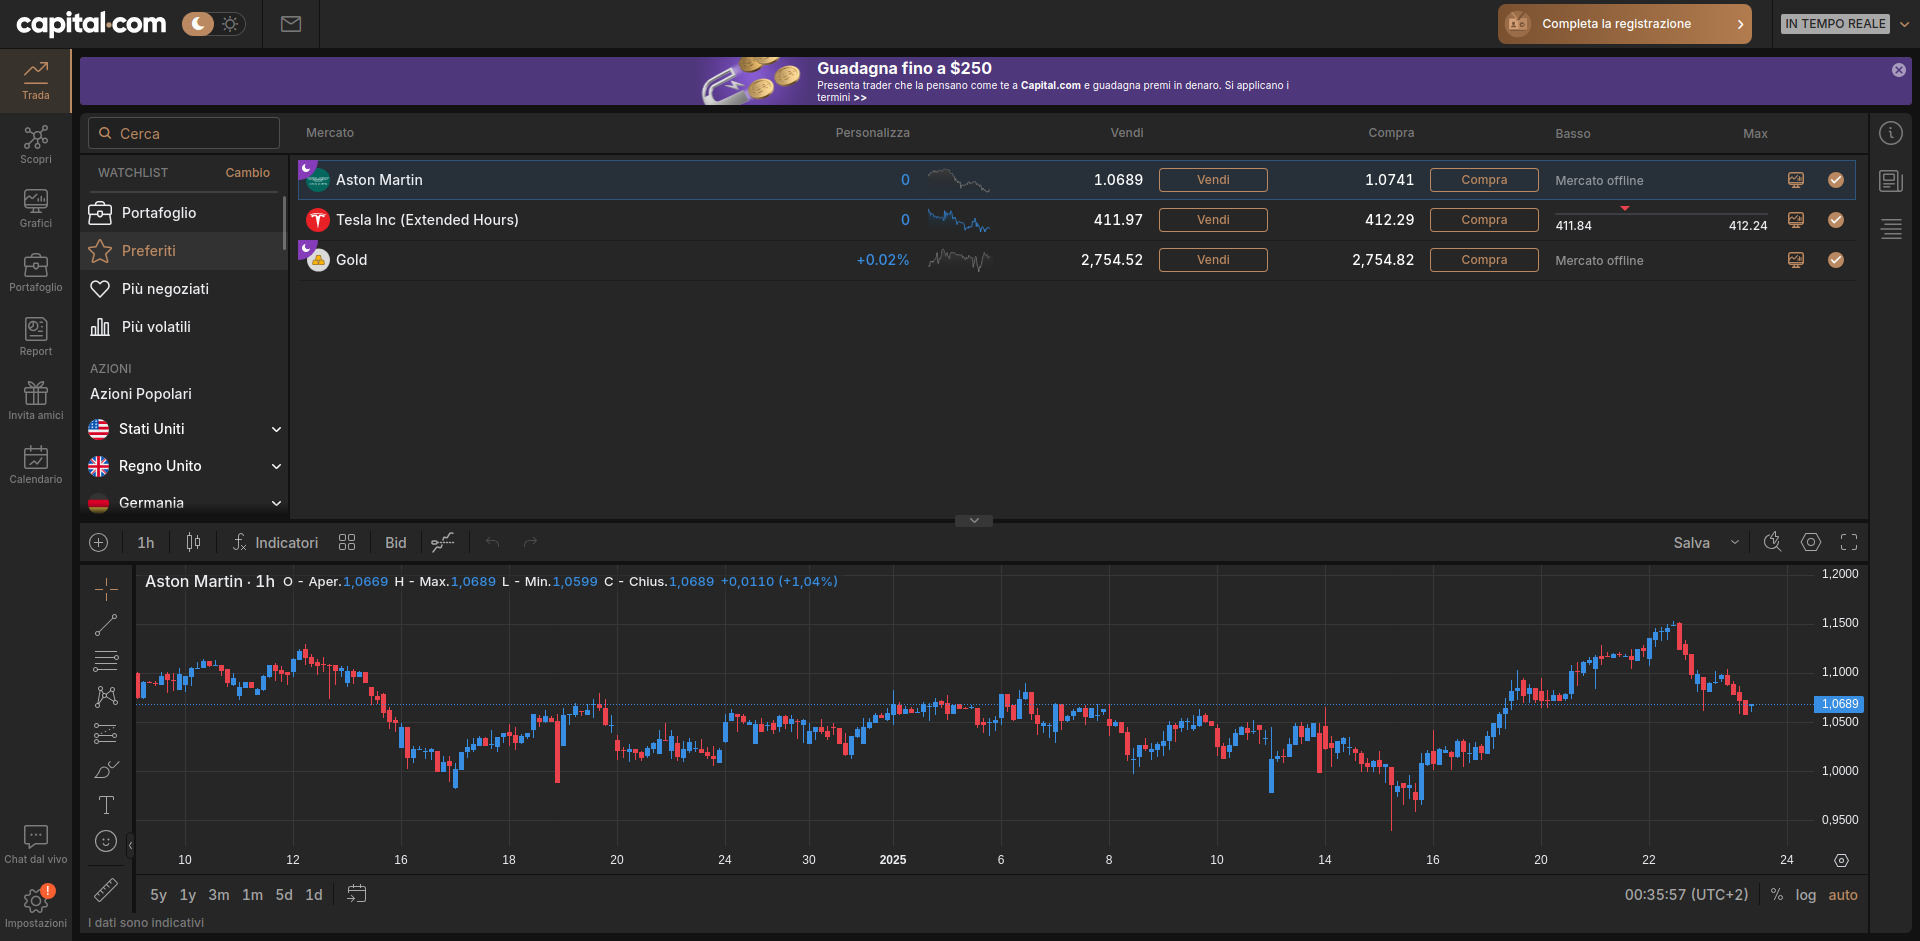 capital.com
Completa la registrazione
IN TEMPO REALE
Trada
Scopri
Grafici
Portafoglio
Report
Invita amici
Calendario
Chat dal vivo
!
Impostazioni
Guadagna fino a $250
Presenta trader che la pensano come te a Capital.com e guadagna premi in denaro. Si applicano i
termini >>
Cerca
WATCHLIST Cambio
Portafoglio
Preferiti
Più negoziati
Più volatili
AZIONI
Azioni Popolari
Stati Uniti
Regno Unito
Germania
Mercato Personalizza Vendi Compra Basso Max
Aston Martin 0 1.0689 Vendi 1.0741 Compra Mercato offline
Tesla Inc (Extended Hours) 0 411.97 Vendi 412.29 Compra 411.84 412.24
Gold +0.02% 2,754.52 Vendi 2,754.82 Compra Mercato offline
1h Indicatori Bid Salva
Aston Martin · 1h O - Aper.1,0669 H - Max.1,0689 L - Min.1,0599 C - Chius.1,0689 +0,0110 (+1,04%)
1,2000
1,1500
1,1000
1,0689
1,0500
1,0000
0,9500
10 12 16 18 20 24 30 2025 6 8 10 14 16 20 22 24
5y 1y 3m 1m 5d 1d 00:35:57 (UTC+2) % log auto
I dati sono indicativi